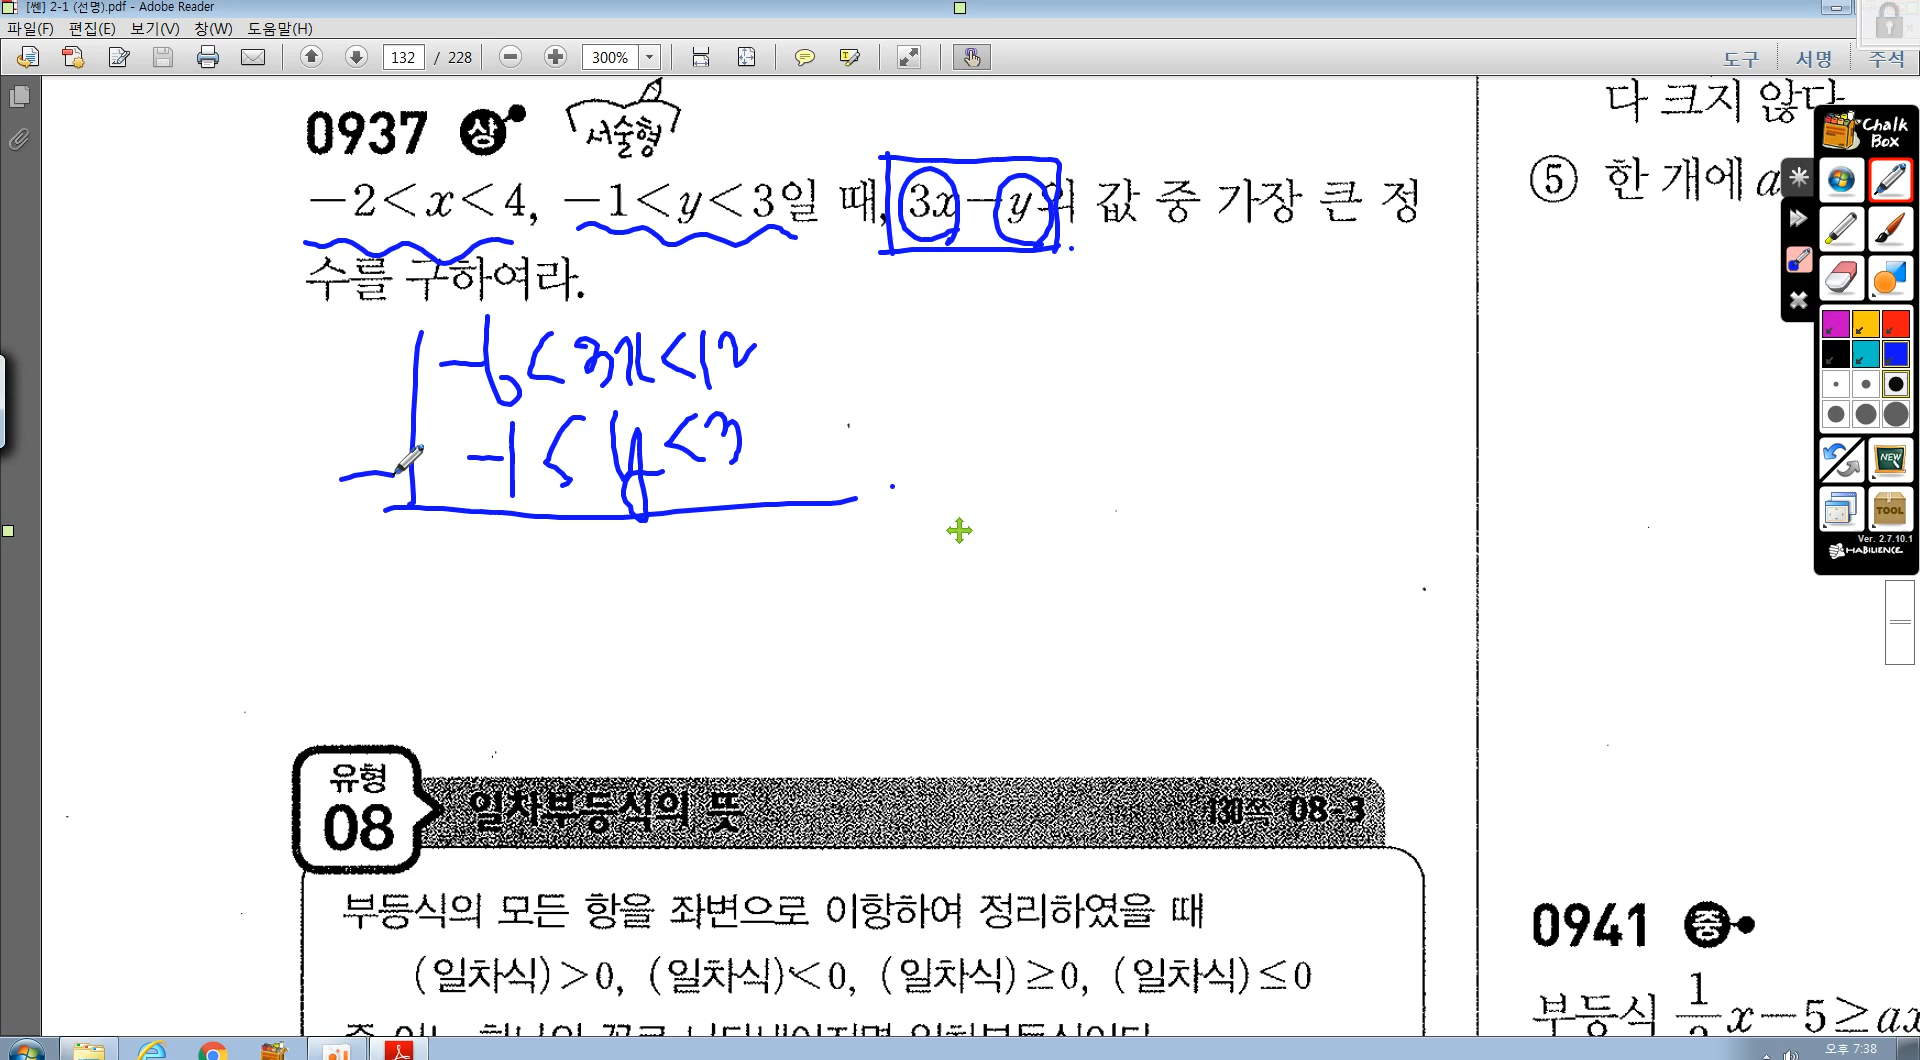 [쎈] 2-1 (선명).pdf - Adobe Reader
파일(F) 편집(E) 보기(V) 창(W) 도움말(H)
132 / 228 300% 도구 서명 주석
0937 상 서술형
-2<x<4, -1<y<3일 때, 3x-y의 값 중 가장 큰 정
수를 구하여라.
-6<3x<12
-1<y<3
-
유형
08
일차부등식의 뜻 130쪽 08-3
부등식의 모든 항을 좌변으로 이항하여 정리하였을 때
(일차식)>0, (일차식)<0, (일차식)≥0, (일차식)≤0
다 크지 않다
⑤ 한 개에 a
0941 중
부등식 x-5≥ax
Chalk
Box
NEW
TOOL
Ver. 2.7.10.1
HABILIENCE
오후 7:38